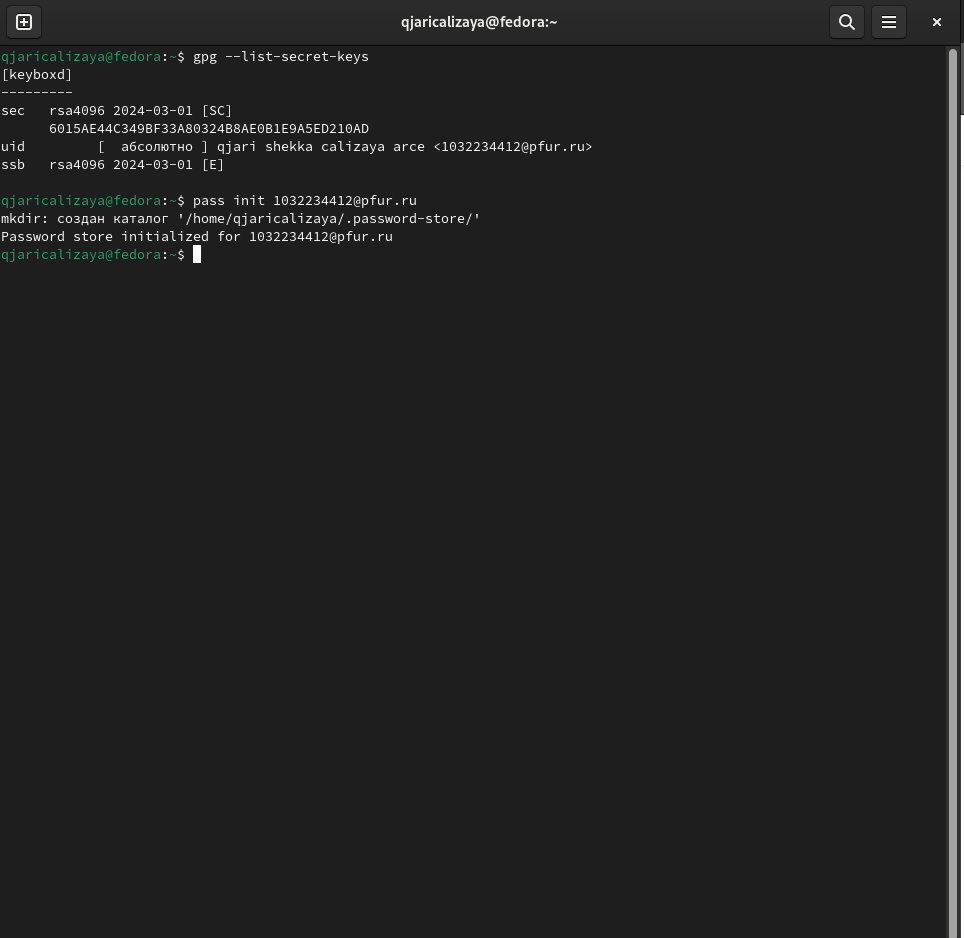 qjaricalizaya@fedora:~
qjaricalizaya@fedora:~$ gpg --list-secret-keys
[keyboxd]
---------
sec   rsa4096 2024-03-01 [SC]
      6015AE44C349BF33A80324B8AE0B1E9A5ED210AD
uid         [  абсолютно ] qjari shekka calizaya arce <1032234412@pfur.ru>
ssb   rsa4096 2024-03-01 [E]
qjaricalizaya@fedora:~$ pass init 1032234412@pfur.ru
mkdir: создан каталог '/home/qjaricalizaya/.password-store/'
Password store initialized for 1032234412@pfur.ru
qjaricalizaya@fedora:~$